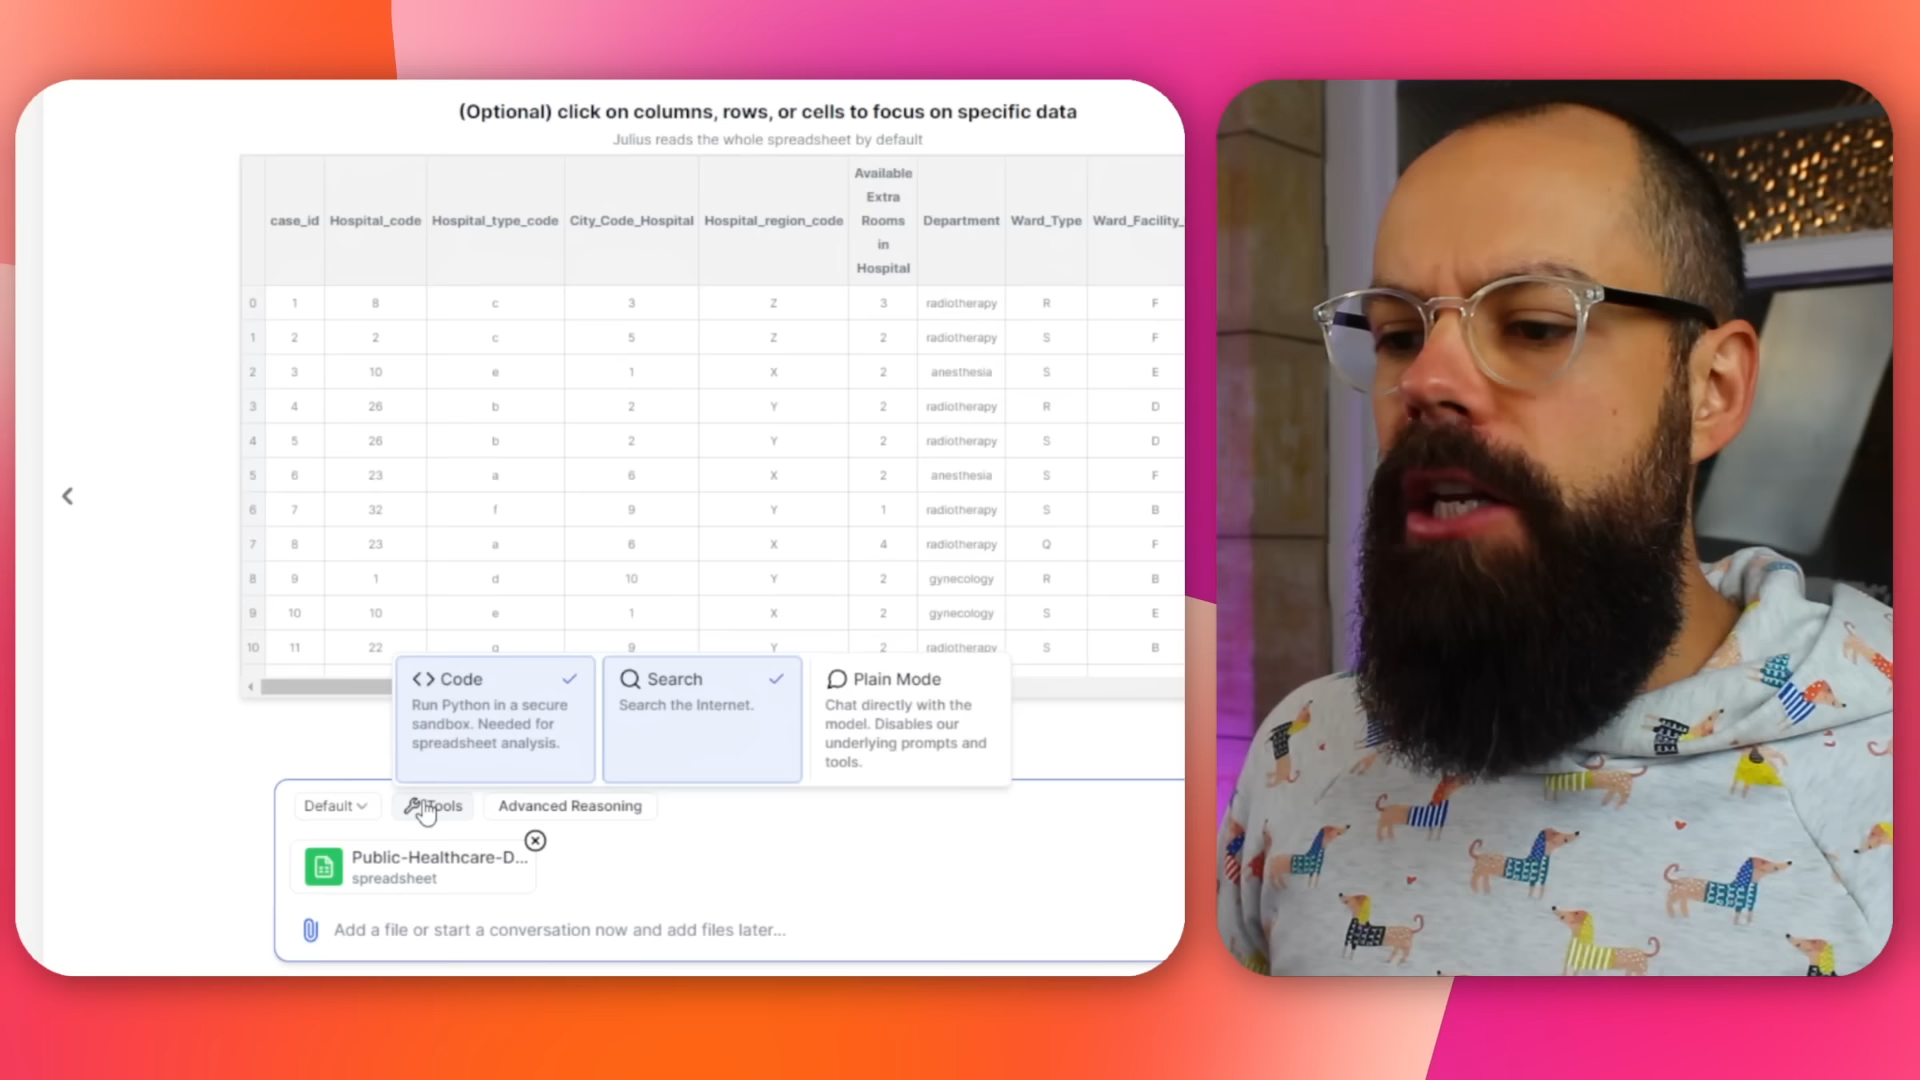 (Optional) click on columns, rows, or cells to focus on specific data
Julius reads the whole spreadsheet by default
case_id Hospital_code Hospital_type_code City_Code_Hospital Hospital_region_code Available Extra Rooms in Hospital Department Ward_Type Ward_Facility_
0 1 8 c 3 Z 3 radiotherapy R F
1 2 2 c 5 Z 2 radiotherapy S F
2 3 10 e 1 X 2 anesthesia S E
3 4 26 b 2 Y 2 radiotherapy R D
4 5 26 b 2 Y 2 radiotherapy S D
5 6 23 a 6 X 2 anesthesia S F
6 7 32 f 9 Y 1 radiotherapy S B
7 8 23 a 6 X 4 radiotherapy Q F
8 9 1 d 10 Y 2 gynecology R B
9 10 10 e 1 X 2 gynecology S E
10 11 22 g 9 Y 2 radiotherapy S B
Code
Run Python in a secure
sandbox. Needed for
spreadsheet analysis.
Search
Search the Internet.
Plain Mode
Chat directly with the
model. Disables our
underlying prompts and
tools.
Default Tools Advanced Reasoning
Public-Healthcare-D...
spreadsheet
Add a file or start a conversation now and add files later...